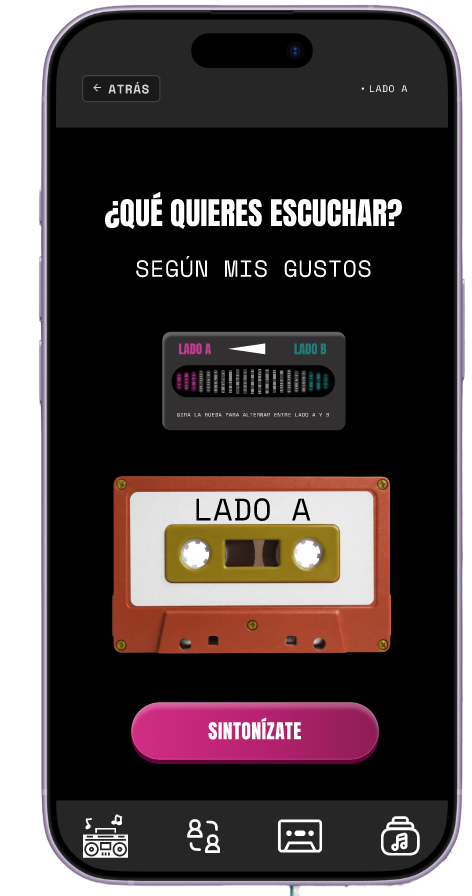 ← ATRÁS
• LADO A
¿QUÉ QUIERES ESCUCHAR?
SEGÚN MIS GUSTOS
LADO A
LADO B
GIRA LA RUEDA PARA ALTERNAR ENTRE LADO A Y B
LADO A
SINTONÍZATE